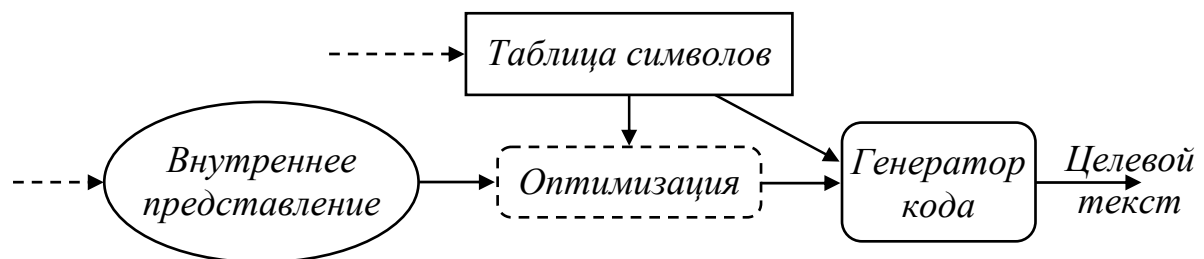 Таблица символов
Внутреннее
представление
Оптимизация
Генератор
кода
Целевой
текст